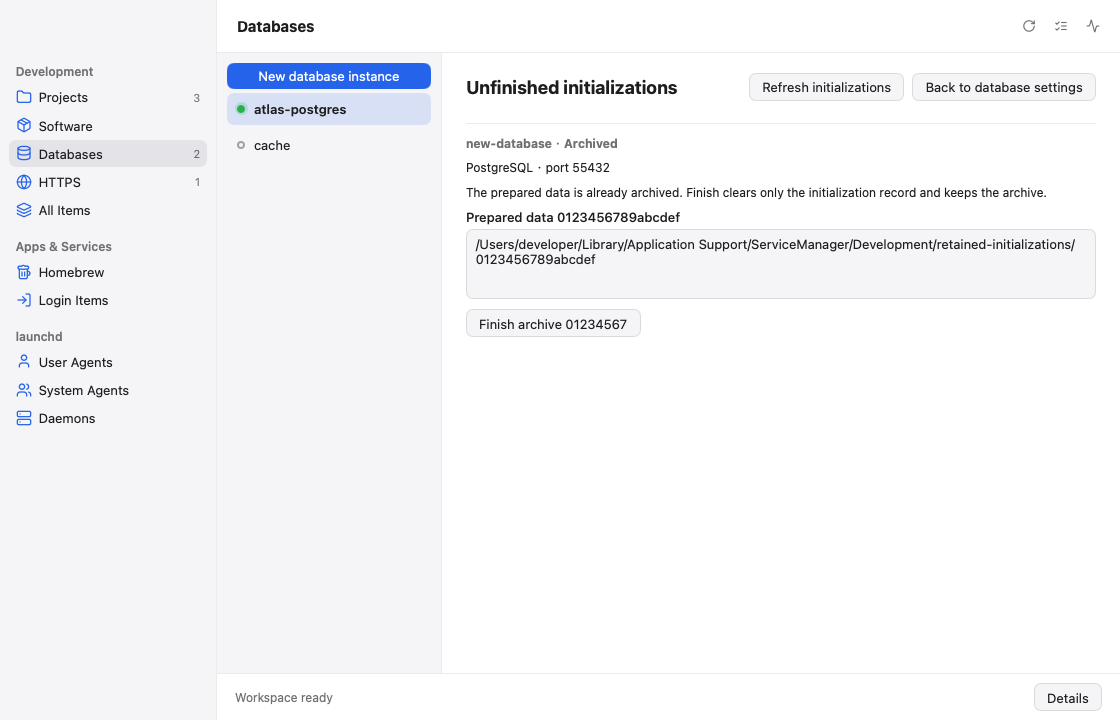 Databases
Development
Projects 3
Software
Databases 2
HTTPS 1
All Items
Apps & Services
Homebrew
Login Items
launchd
User Agents
System Agents
Daemons
New database instance
atlas-postgres
cache
Unfinished initializations
Refresh initializations
Back to database settings
new-database · Archived
PostgreSQL · port 55432
The prepared data is already archived. Finish clears only the initialization record and keeps the archive.
Prepared data 0123456789abcdef
/Users/developer/Library/Application Support/ServiceManager/Development/retained-initializations/
0123456789abcdef
Finish archive 01234567
Workspace ready
Details